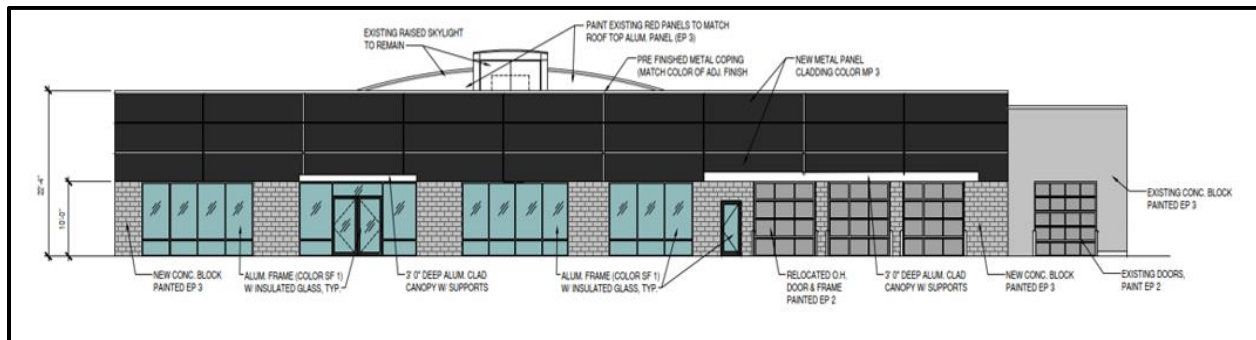 EXISTING RAISED SKYLIGHT
TO REMAIN
PAINT EXISTING RED PANELS TO MATCH
ROOF TOP ALUM. PANEL (EP 3)
PRE FINISHED METAL COPING
(MATCH COLOR OF ADJ. FINISH
NEW METAL PANEL
CLADDING COLOR MP 3
22'-4"
10'-0"
EXISTING CONC. BLOCK
PAINTED EP 3
NEW CONC. BLOCK
PAINTED EP 3
ALUM. FRAME (COLOR SF 1)
W/ INSULATED GLASS, TYP.
3' 0" DEEP ALUM. CLAD
CANOPY W/ SUPPORTS
ALUM. FRAME (COLOR SF 1)
W/ INSULATED GLASS, TYP.
RELOCATED O.H.
DOOR & FRAME
PAINTED EP 2
3' 0" DEEP ALUM. CLAD
CANOPY W/ SUPPORTS
NEW CONC. BLOCK
PAINTED EP 3
EXISTING DOORS,
PAINT EP 2